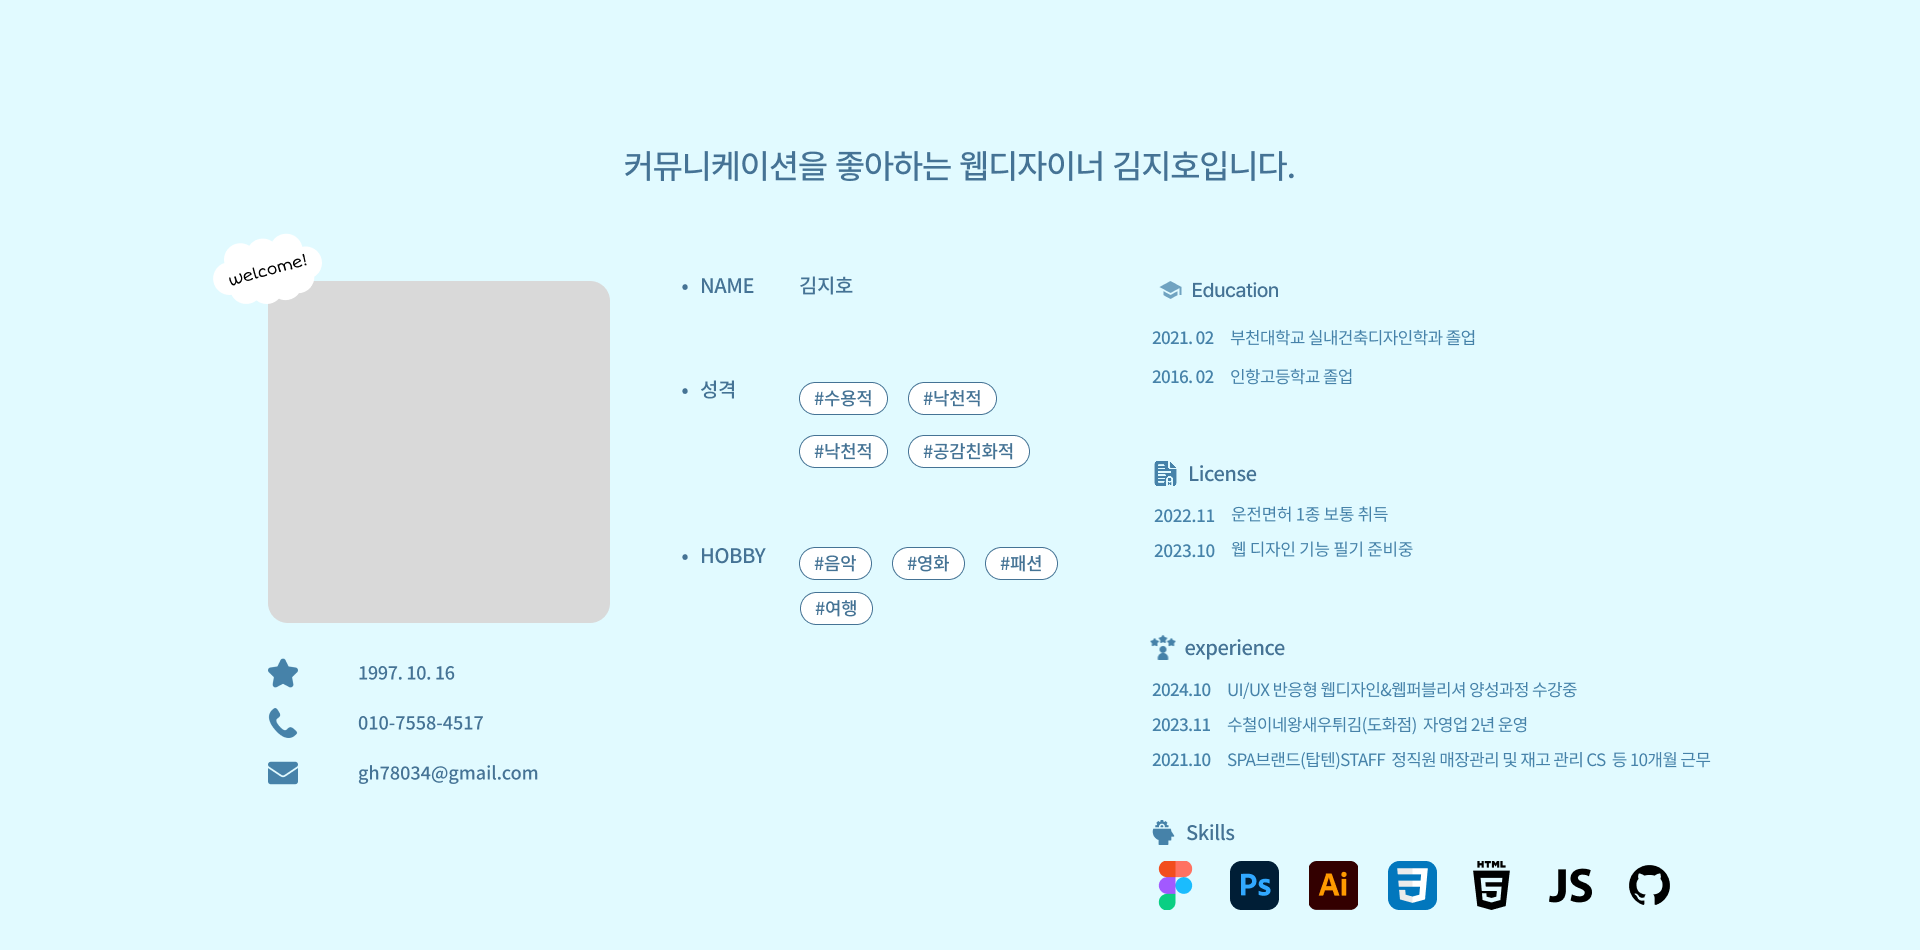 커뮤니케이션을 좋아하는 웹디자이너 김지호입니다.
welcome!
1997. 10. 16
010-7558-4517
gh78034@gmail.com
• NAME 김지호
• 성격 #수용적 #낙천적
#낙천적 #공감친화적
• HOBBY #음악 #영화 #패션
#여행
Education
2021. 02 부천대학교 실내건축디자인학과 졸업
2016. 02 인항고등학교 졸업
License
2022.11 운전면허 1종 보통 취득
2023.10 웹 디자인 기능 필기 준비중
experience
2024.10 UI/UX 반응형 웹디자인&웹퍼블리셔 양성과정 수강중
2023.11 수철이네왕새우튀김(도화점) 자영업 2년 운영
2021.10 SPA브랜드(탑텐)STAFF 정직원 매장관리 및 재고 관리 CS 등 10개월 근무
Skills
Ps Ai 3 HTML 5 JS